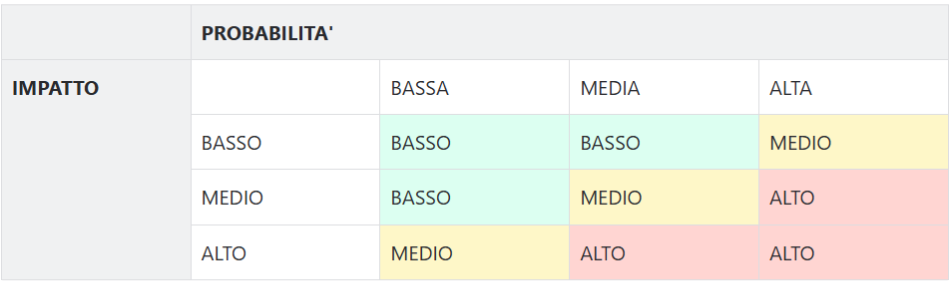 PROBABILITA'
IMPATTO
BASSA MEDIA ALTA
BASSO BASSO BASSO MEDIO
MEDIO BASSO MEDIO ALTO
ALTO MEDIO ALTO ALTO